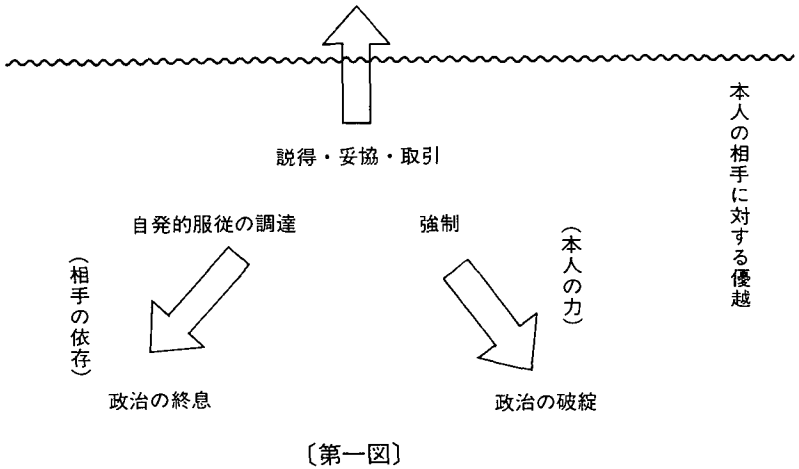 説得・妥協・取引
本人の相手に対する優越
自発的服従の調達
強制
(相手の依存)
(本人の力)
政治の終息
政治の破綻
〔第一図〕